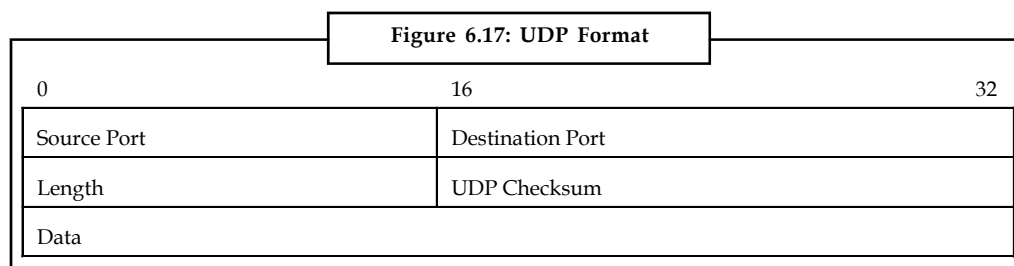 Figure 6.17: UDP Format
0 16 32
Source Port Destination Port
Length UDP Checksum
Data